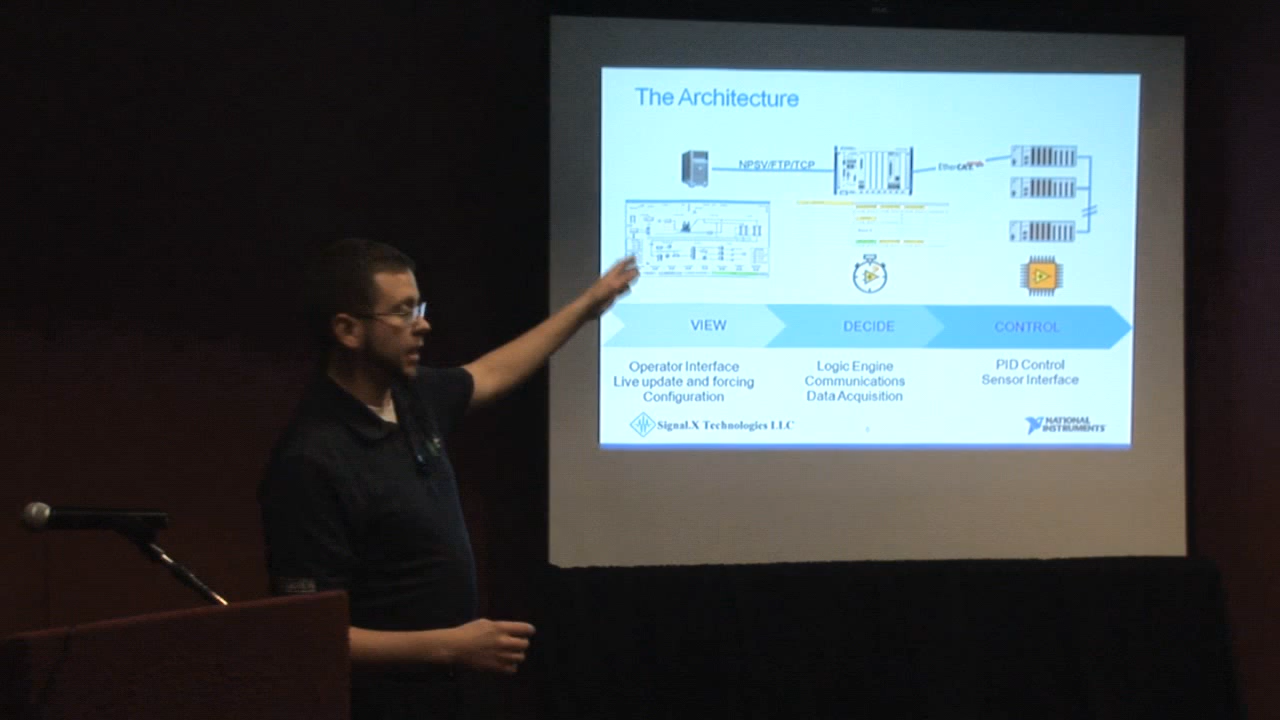 The Architecture
NPSV/FTP/TCP
EtherCAT
VIEW
DECIDE
CONTROL
Operator Interface
Live update and forcing
Configuration
Logic Engine
Communications
Data Acquisition
PID Control
Sensor Interface
Signal.X Technologies LLC
NATIONAL
INSTRUMENTS